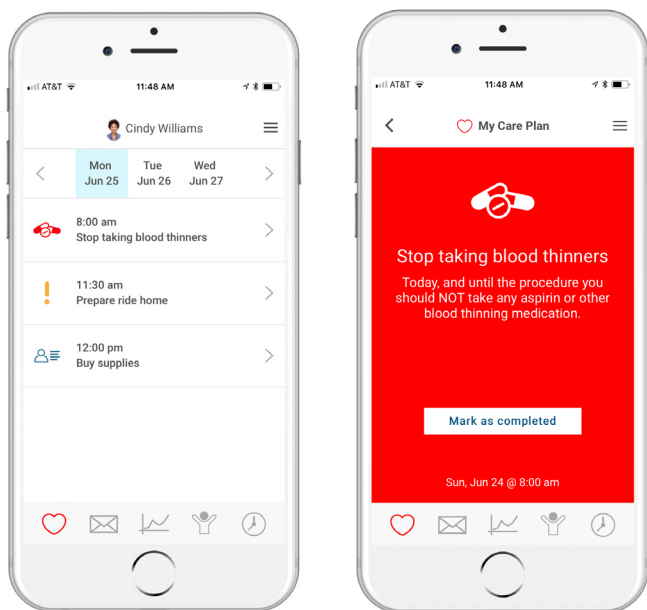 AT&T 11:48 AM
Cindy Williams
Mon Tue Wed
Jun 25 Jun 26 Jun 27
8:00 am
Stop taking blood thinners
11:30 am
Prepare ride home
12:00 pm
Buy supplies
AT&T 11:48 AM
My Care Plan
Stop taking blood thinners
Today, and until the procedure you
should NOT take any aspirin or other
blood thinning medication.
Mark as completed
Sun, Jun 24 @ 8:00 am